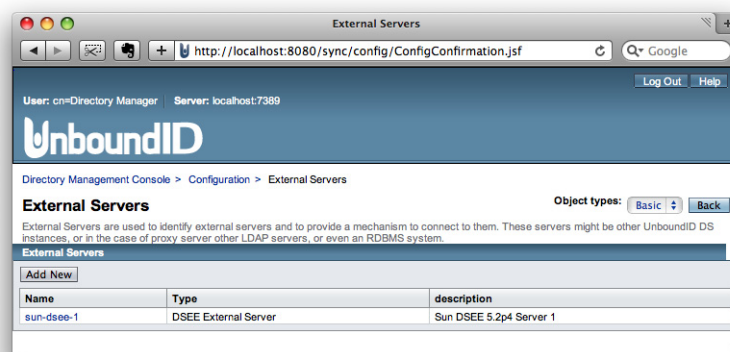 External Servers
http://localhost:8080/sync/config/ConfigConfirmation.jsf
Google
Log Out Help
User: cn=Directory Manager Server: localhost:7389
UnboundID
Directory Management Console > Configuration > External Servers
External Servers
Object types: Basic Back
External Servers are used to identify external servers and to provide a mechanism to connect to them. These servers might be other UnboundID DS
instances, or in the case of proxy server other LDAP servers, or even an RDBMS system.
External Servers
Add New
Name Type description
sun-dsee-1 DSEE External Server Sun DSEE 5.2p4 Server 1